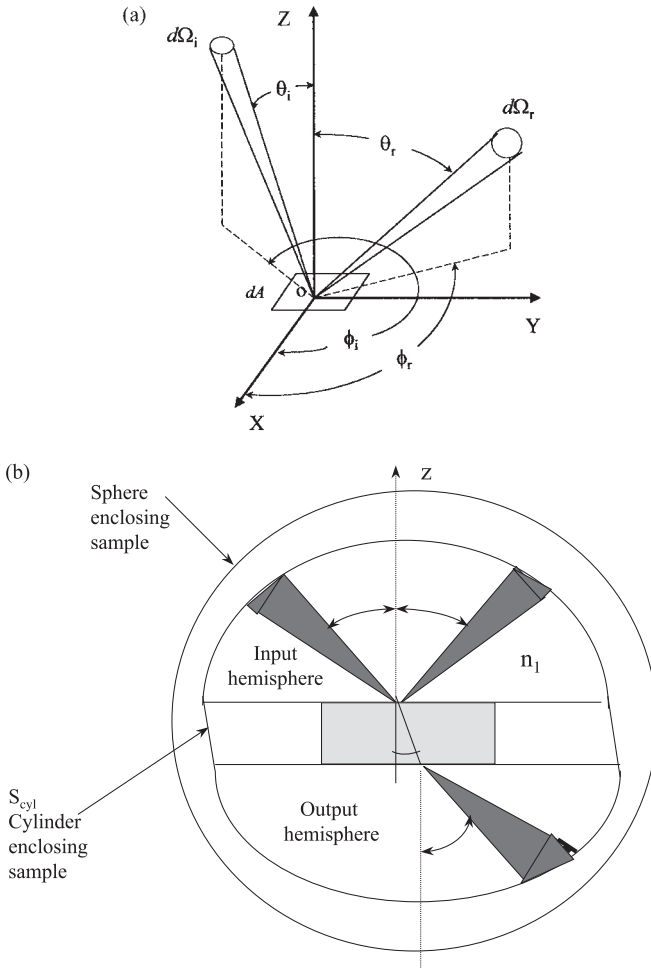 (a)
Z
dΩi
θi
dΩr
θr
dA
o
Y
ϕi
ϕr
X
(b)
z
Sphere
enclosing
sample
Input
hemisphere
n1
Scyl
Cylinder
enclosing
sample
Output
hemisphere